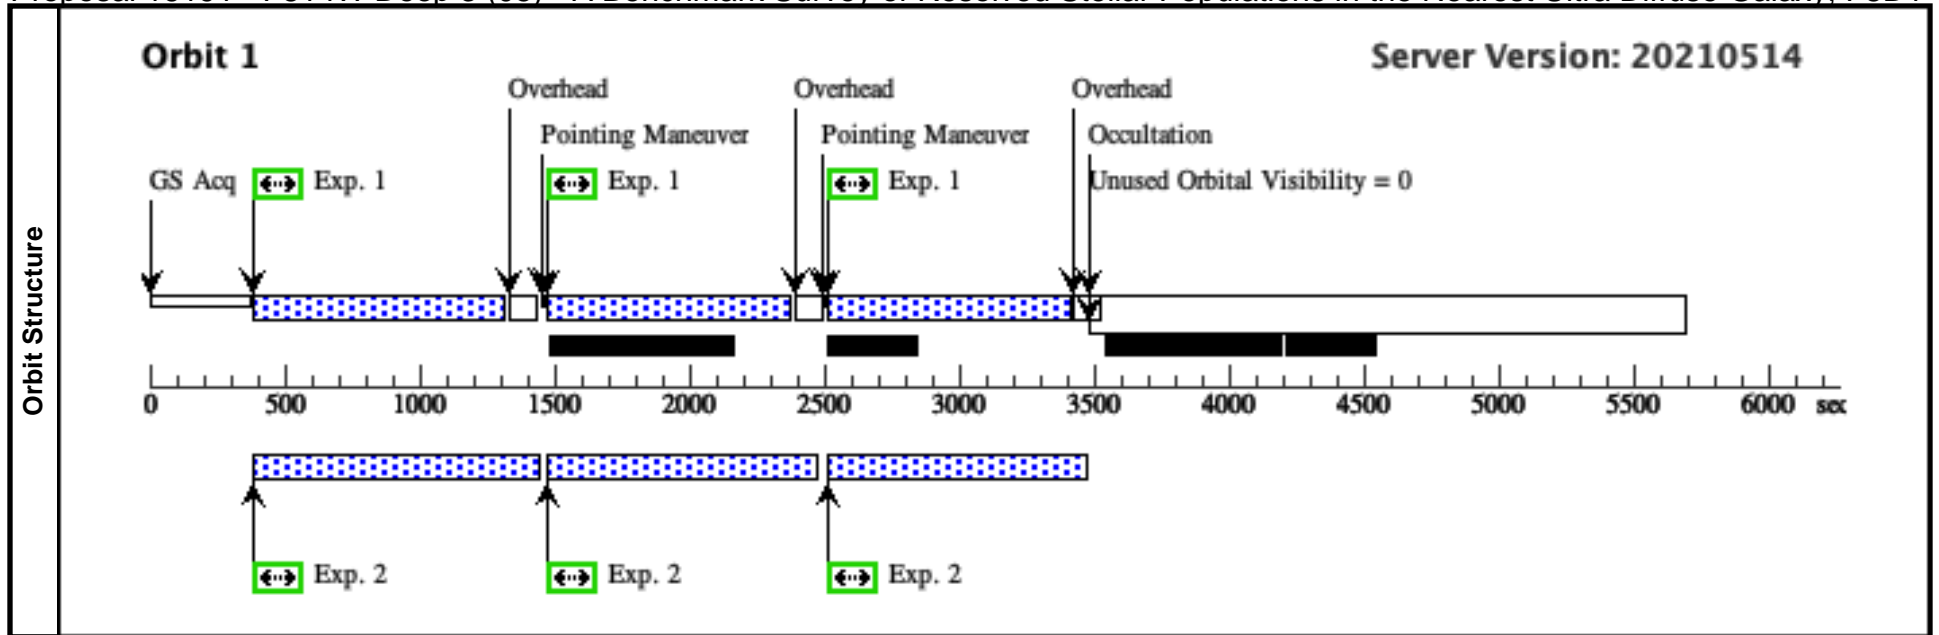 Orbit 1
Server Version: 20210514
Overhead
Overhead
Overhead
Pointing Maneuver
Pointing Maneuver
Occultation
GS Acq
Exp. 1
Exp. 1
Exp. 1
Unused Orbital Visibility = 0
Orbit Structure
0 500 1000 1500 2000 2500 3000 3500 4000 4500 5000 5500 6000 sec
Exp. 2
Exp. 2
Exp. 2